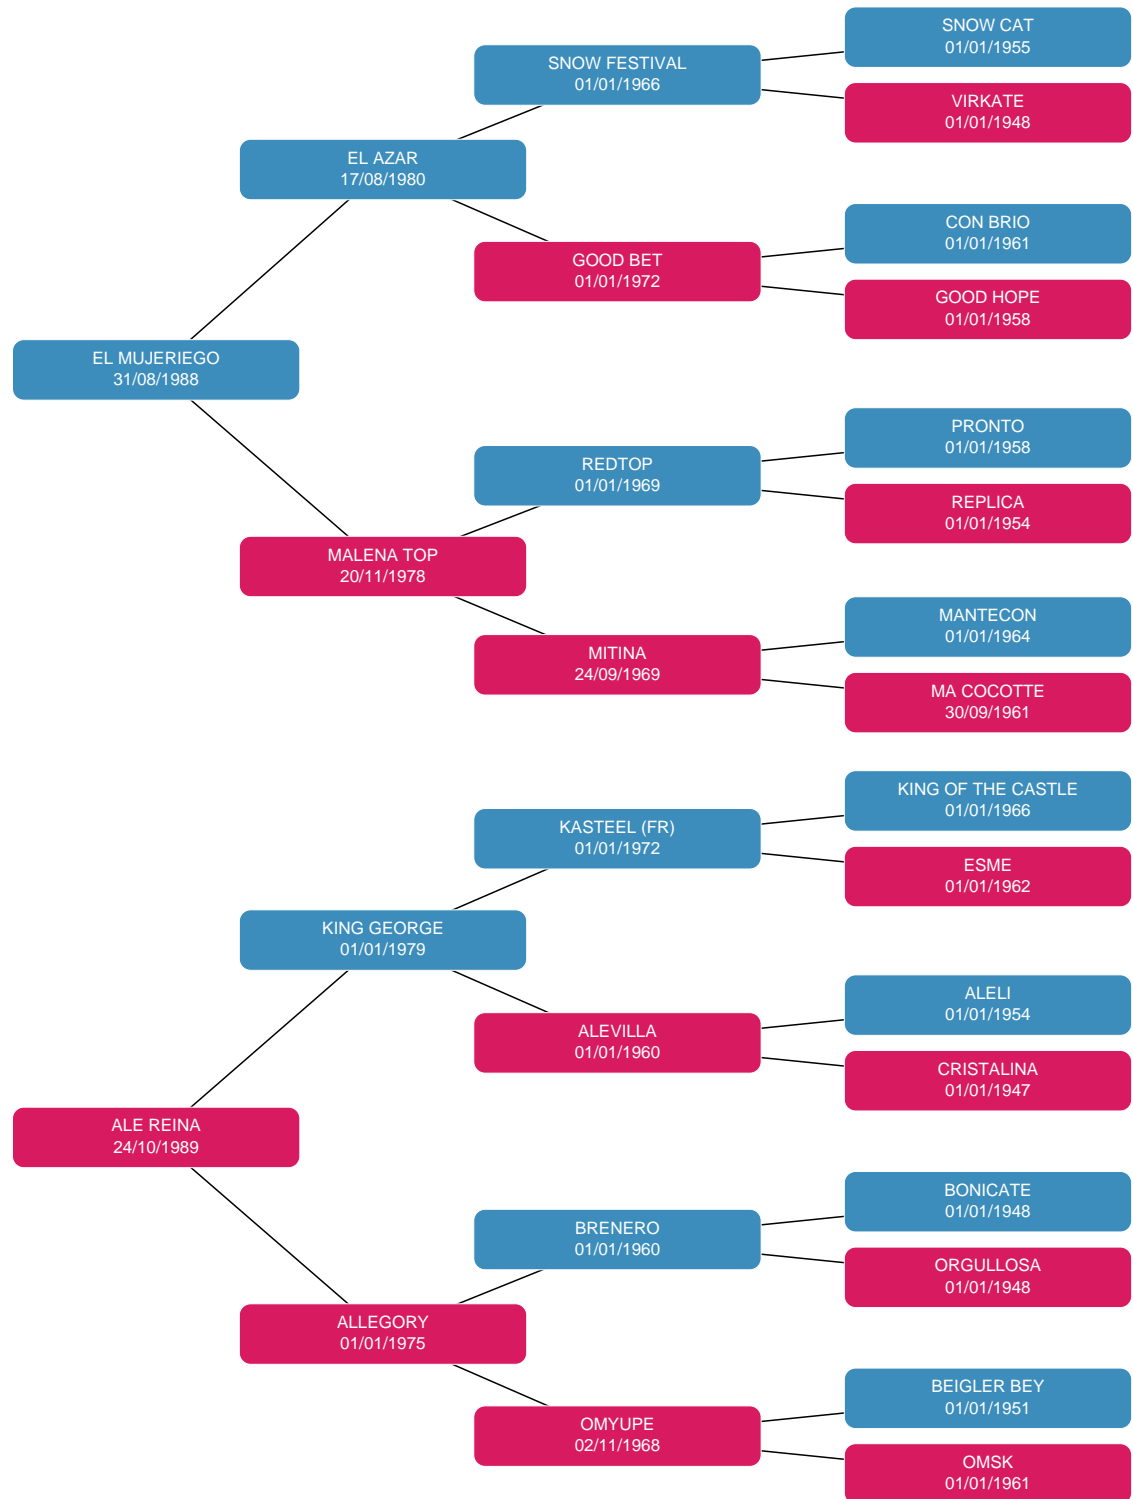 SNOW CAT
01/01/1955
SNOW FESTIVAL
01/01/1966
VIRKATE
01/01/1948
EL AZAR
17/08/1980
CON BRIO
01/01/1961
GOOD BET
01/01/1972
GOOD HOPE
01/01/1958
EL MUJERIEGO
31/08/1988
PRONTO
01/01/1958
REDTOP
01/01/1969
REPLICA
01/01/1954
MALENA TOP
20/11/1978
MANTECON
01/01/1964
MITINA
24/09/1969
MA COCOTTE
30/09/1961
KING OF THE CASTLE
01/01/1966
KASTEEL (FR)
01/01/1972
ESME
01/01/1962
KING GEORGE
01/01/1979
ALELI
01/01/1954
ALEVILLA
01/01/1960
CRISTALINA
01/01/1947
ALE REINA
24/10/1989
BONICATE
01/01/1948
BRENERO
01/01/1960
ORGULLOSA
01/01/1948
ALLEGORY
01/01/1975
BEIGLER BEY
01/01/1951
OMYUPE
02/11/1968
OMSK
01/01/1961